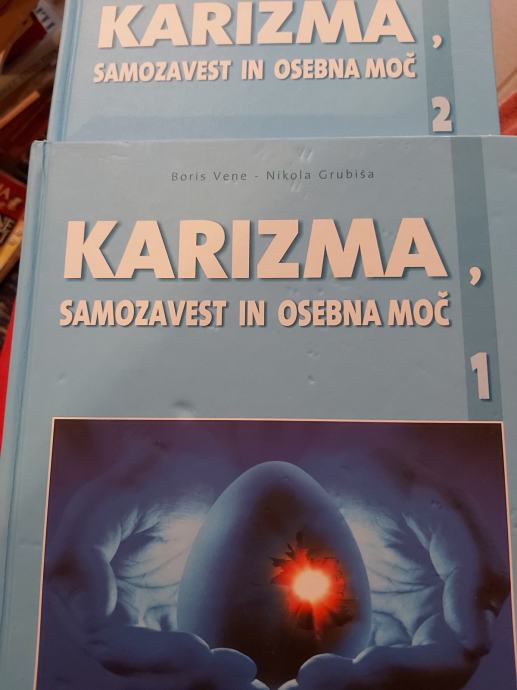 KARIZMA,
SAMOZAVEST IN OSEBNA MOČ
2
Boris Vene - Nikola Grubiša
KARIZMA,
SAMOZAVEST IN OSEBNA MOČ
1